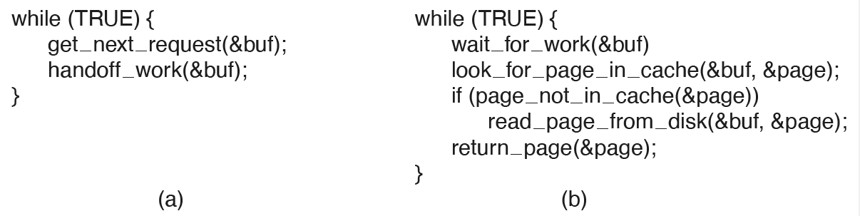 while (TRUE) {
get_next_request(&buf);
handoff_work(&buf);
}
(a)
while (TRUE) {
wait_for_work(&buf)
look_for_page_in_cache(&buf, &page);
if (page_not_in_cache(&page))
read_page_from_disk(&buf, &page);
return_page(&page);
}
(b)